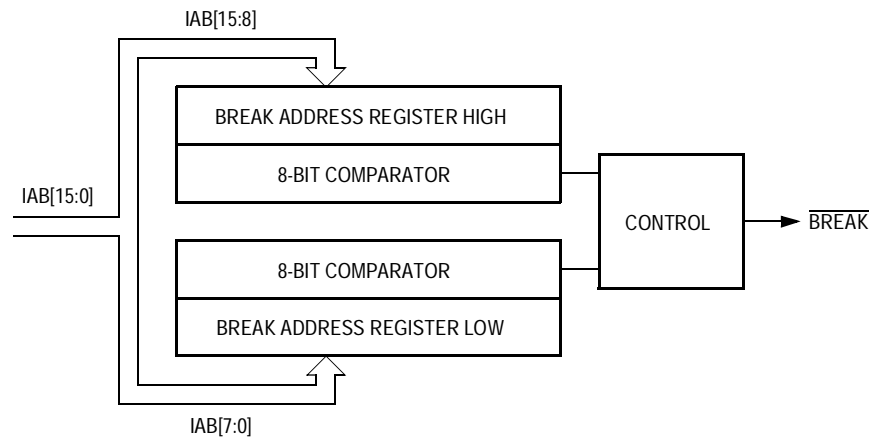 IAB[15:8]
BREAK ADDRESS REGISTER HIGH
8-BIT COMPARATOR
IAB[15:0]
CONTROL
BREAK
8-BIT COMPARATOR
BREAK ADDRESS REGISTER LOW
IAB[7:0]